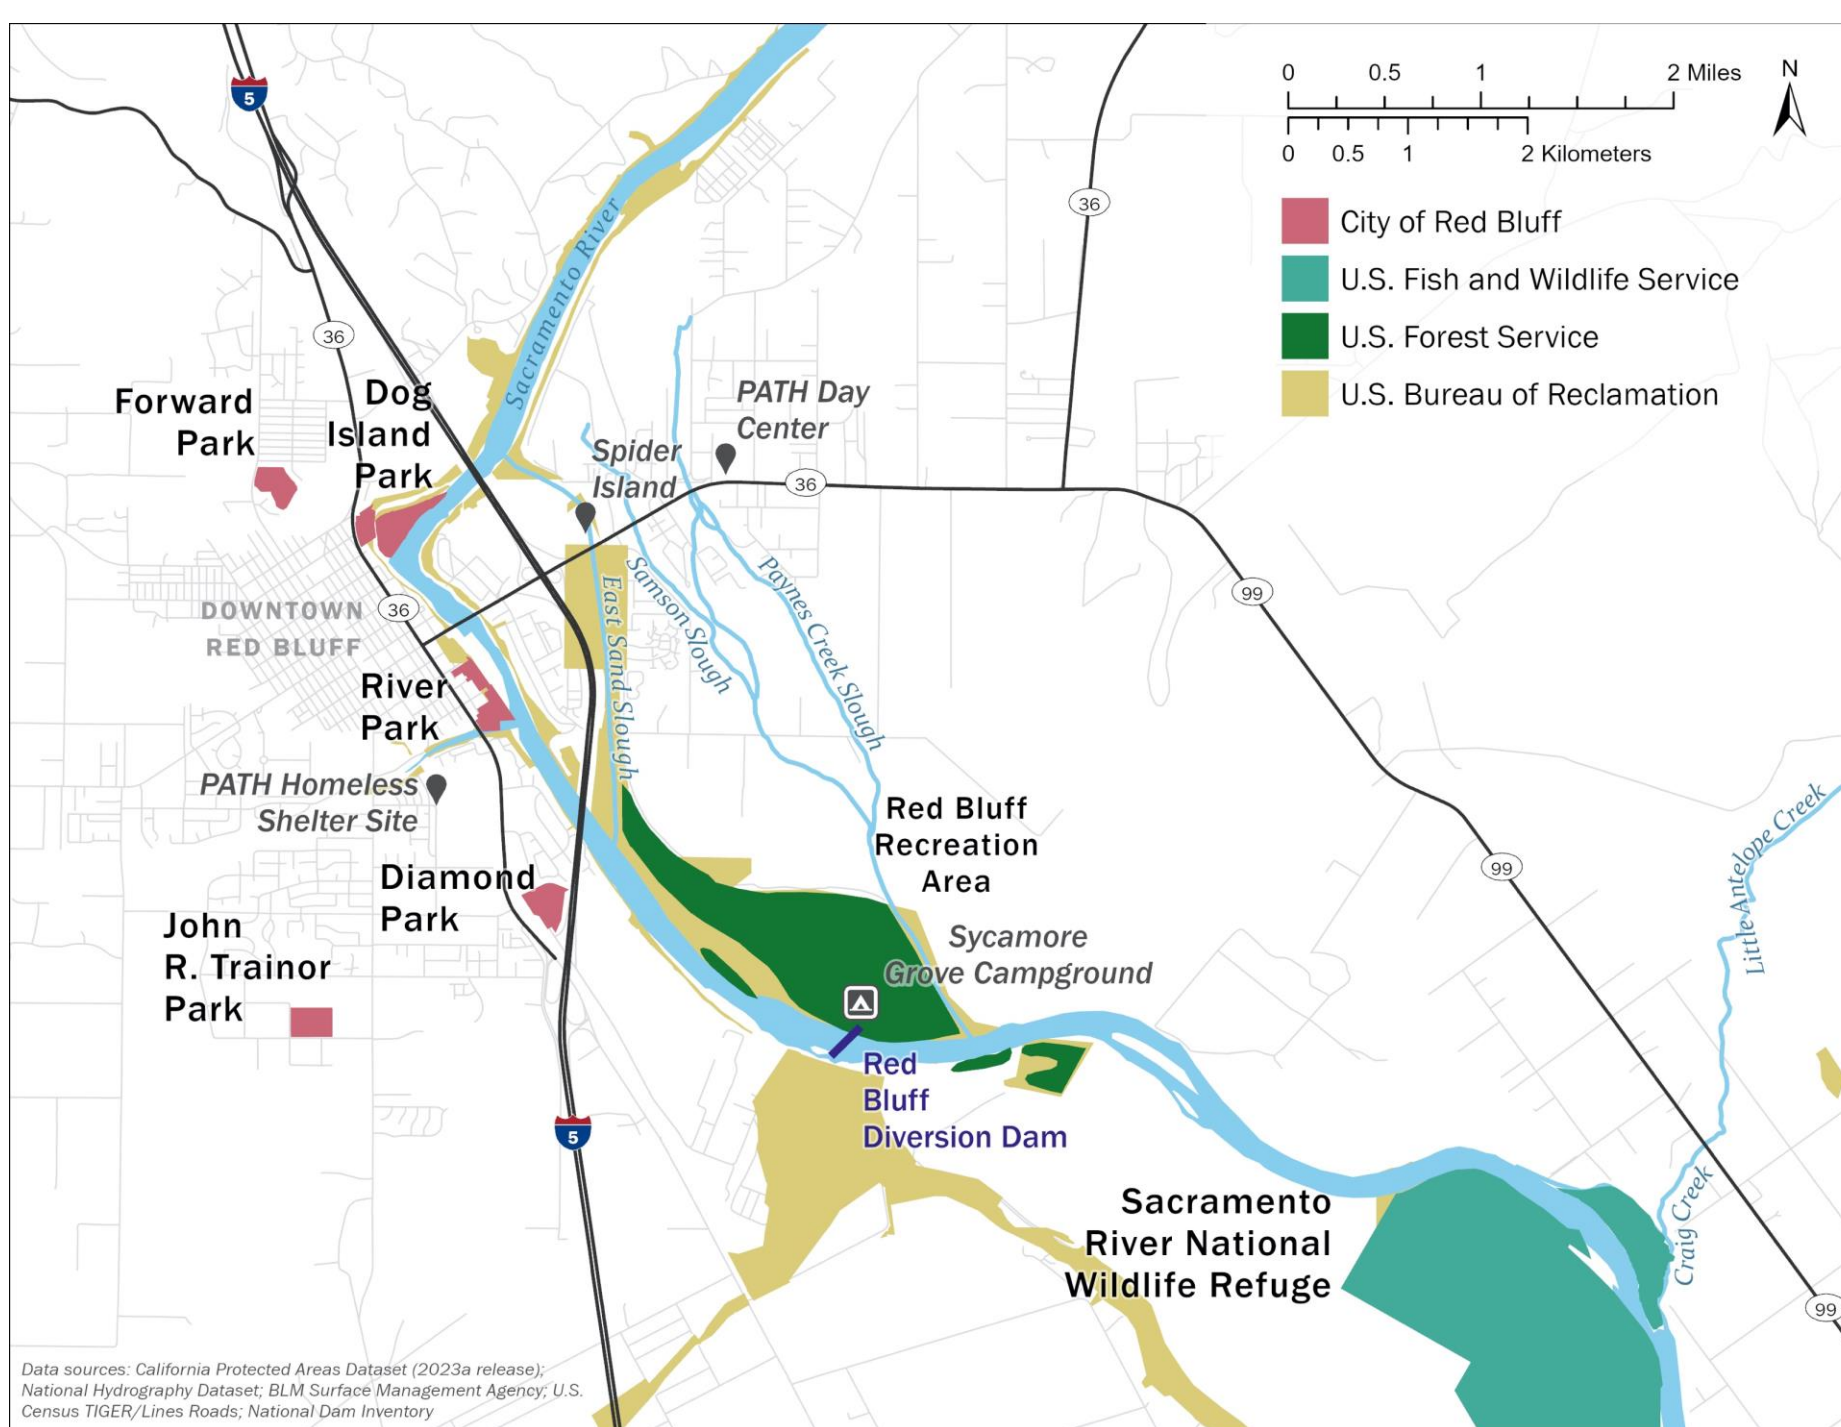 0 0.5 1 2 Miles
0 0.5 1 2 Kilometers
N
City of Red Bluff
U.S. Fish and Wildlife Service
U.S. Forest Service
U.S. Bureau of Reclamation
5
36
36
Sacramento River
Forward
Park
Dog
Island
Park
PATH Day
Center
Spider
Island
36
DOWNTOWN
RED BLUFF
36
East Sand Slough
Samson Slough
Paynes Creek Slough
99
River
Park
PATH Homeless
Shelter Site
Red Bluff
Recreation
Area
99
Little Antelope Creek
Diamond
Park
John
R. Trainor
Park
Sycamore
Grove Campground
Red
Bluff
Diversion Dam
5
Sacramento
River National
Wildlife Refuge
Craig Creek
99
Data sources: California Protected Areas Dataset (2023a release);
National Hydrography Dataset; BLM Surface Management Agency; U.S.
Census TIGER/Lines Roads; National Dam Inventory